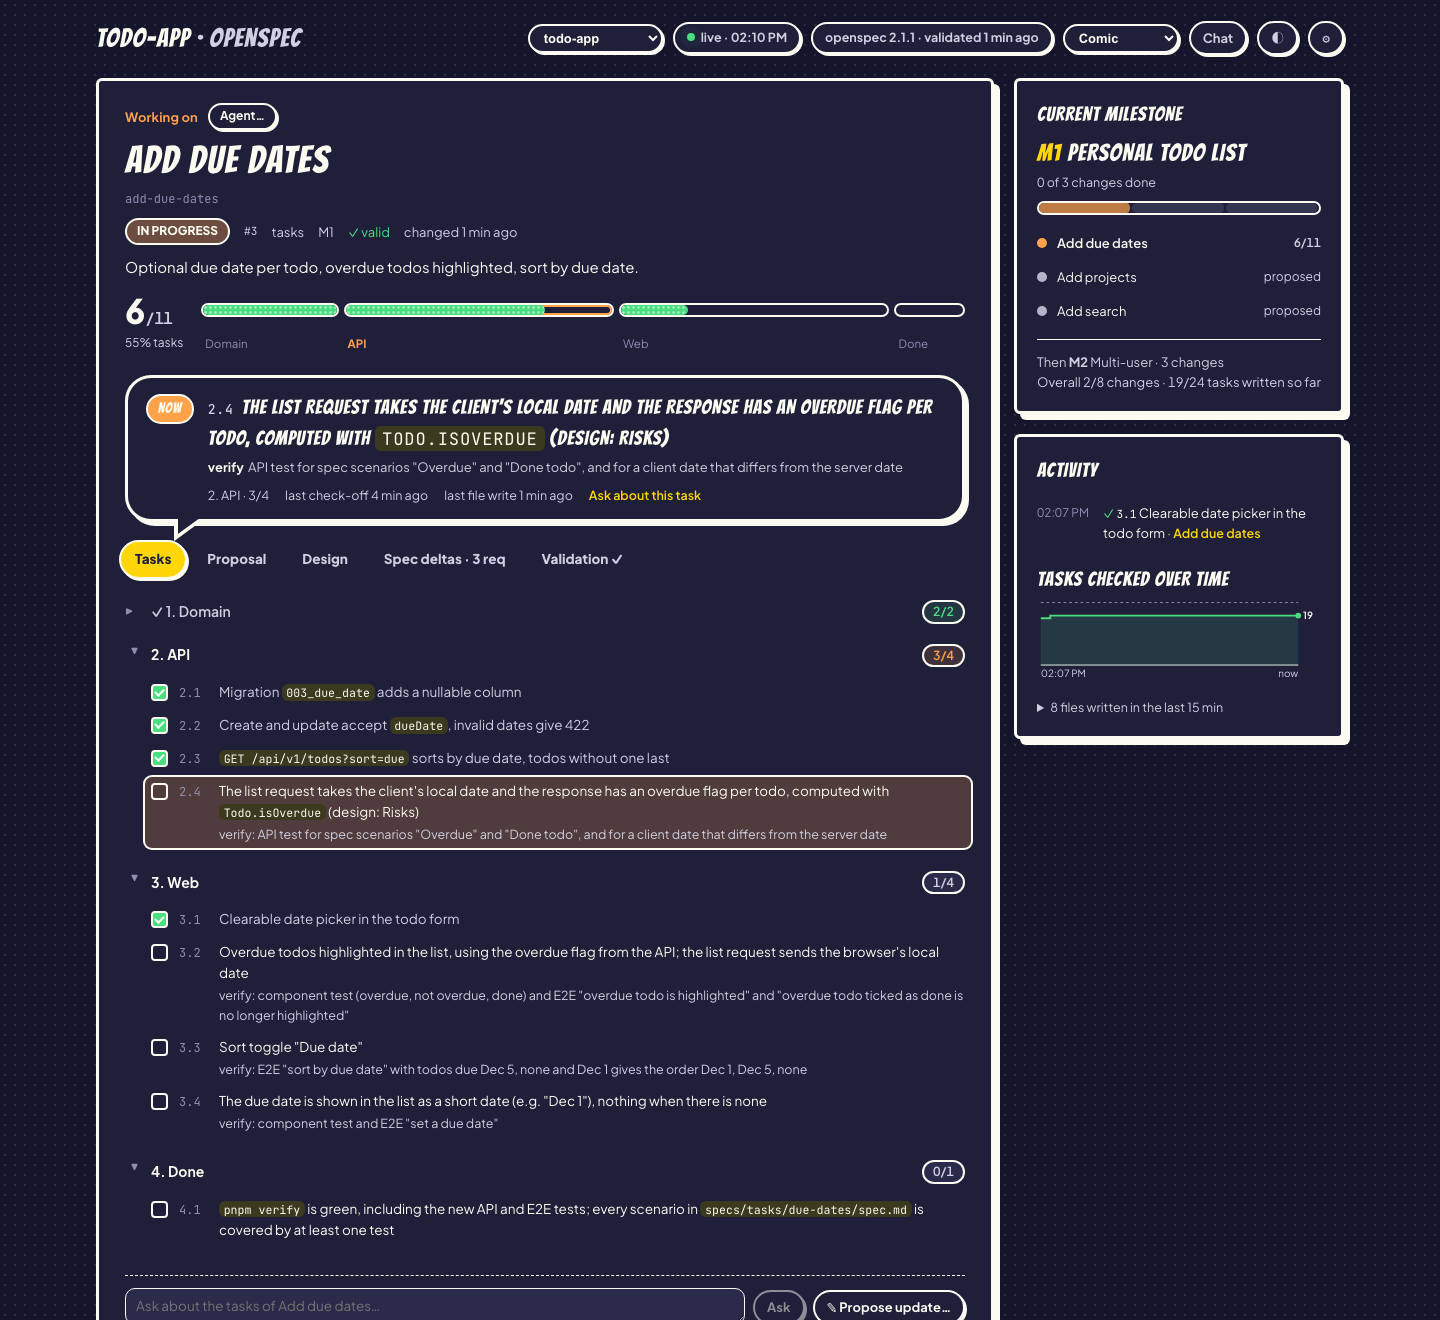 TODO-APP · OPENSPEC
todo-app
live · 02:10 PM
openspec 2.1.1 · validated 1 min ago
Comic
Chat
Working on
Agent…
ADD DUE DATES
add-due-dates
IN PROGRESS
#3
tasks
M1
✓ valid
changed 1 min ago
Optional due date per todo, overdue todos highlighted, sort by due date.
6/11
55% tasks
Domain
API
Web
Done
NOW
2.4 THE LIST REQUEST TAKES THE CLIENT'S LOCAL DATE AND THE RESPONSE HAS AN OVERDUE FLAG PER
TODO, COMPUTED WITH TODO.ISOVERDUE (DESIGN: RISKS)
verify API test for spec scenarios "Overdue" and "Done todo", and for a client date that differs from the server date
2. API · 3/4
last check-off 4 min ago
last file write 1 min ago
Ask about this task
Tasks
Proposal
Design
Spec deltas · 3 req
Validation ✓
✓ 1. Domain
2/2
2. API
3/4
2.1 Migration 003_due_date adds a nullable column
2.2 Create and update accept dueDate, invalid dates give 422
2.3 GET /api/v1/todos?sort=due sorts by due date, todos without one last
2.4 The list request takes the client's local date and the response has an overdue flag per todo, computed with
Todo.isOverdue (design: Risks)
verify: API test for spec scenarios "Overdue" and "Done todo", and for a client date that differs from the server date
3. Web
1/4
3.1 Clearable date picker in the todo form
3.2 Overdue todos highlighted in the list, using the overdue flag from the API; the list request sends the browser's local
date
verify: component test (overdue, not overdue, done) and E2E "overdue todo is highlighted" and "overdue todo ticked as done is
no longer highlighted"
3.3 Sort toggle "Due date"
verify: E2E "sort by due date" with todos due Dec 5, none and Dec 1 gives the order Dec 1, Dec 5, none
3.4 The due date is shown in the list as a short date (e.g. "Dec 1"), nothing when there is none
verify: component test and E2E "set a due date"
4. Done
0/1
4.1 pnpm verify is green, including the new API and E2E tests; every scenario in specs/tasks/due-dates/spec.md is
covered by at least one test
Ask about the tasks of Add due dates…
Ask
✎ Propose update…
CURRENT MILESTONE
M1 PERSONAL TODO LIST
0 of 3 changes done
Add due dates
6/11
Add projects
proposed
Add search
proposed
Then M2 Multi-user · 3 changes
Overall 2/8 changes · 19/24 tasks written so far
ACTIVITY
02:07 PM
✓ 3.1 Clearable date picker in the
todo form · Add due dates
TASKS CHECKED OVER TIME
19
02:07 PM
now
8 files written in the last 15 min